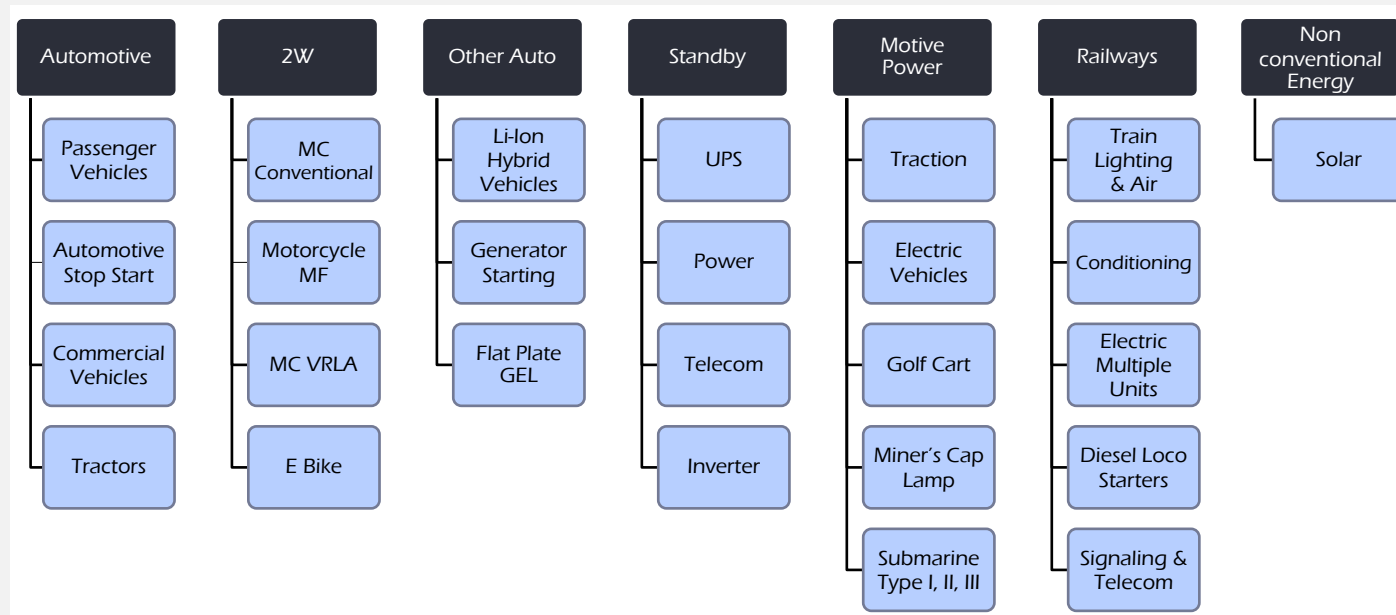 Automotive
Passenger
Vehicles
Automotive
Stop Start
Commercial
Vehicles
Tractors
2W
MC
Conventional
Motorcycle
MF
MC VRLA
E Bike
Other Auto
Li-Ion
Hybrid
Vehicles
Generator
Starting
Flat Plate
GEL
Standby
UPS
Power
Telecom
Inverter
Motive
Power
Traction
Electric
Vehicles
Golf Cart
Miner's Cap
Lamp
Submarine
Type I, II, III
Railways
Train
Lighting
& Air
Conditioning
Electric
Multiple
Units
Diesel Loco
Starters
Signaling &
Telecom
Non
conventional
Energy
Solar